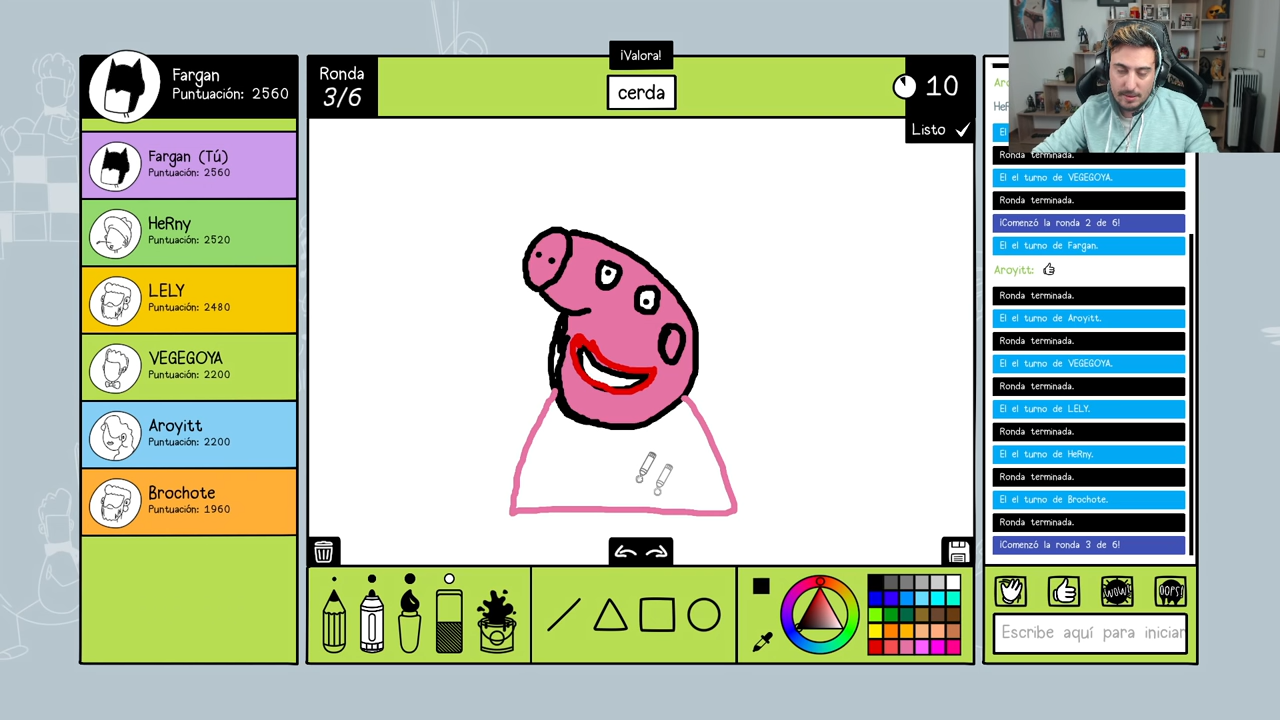 Fargan
Puntuación: 2560
Fargan (Tú)
Puntuación: 2560
HeRny
Puntuación: 2520
LELY
Puntuación: 2480
VEGEGOYA
Puntuación: 2200
Aroyitt
Puntuación: 2200
Brochote
Puntuación: 1960
Ronda
3/6
¡Valora!
cerda
10
Listo
Ronda terminada.
El el turno de VEGEGOYA.
Ronda terminada.
¡Comenzó la ronda 2 de 6!
El el turno de Fargan.
Aroyitt:
Ronda terminada.
El el turno de Aroyitt.
Ronda terminada.
El el turno de VEGEGOYA.
Ronda terminada.
El el turno de LELY.
Ronda terminada.
El el turno de HeRny.
Ronda terminada.
El el turno de Brochote.
Ronda terminada.
¡Comenzó la ronda 3 de 6!
WOW!
OOPS!
Escribe aquí para iniciar